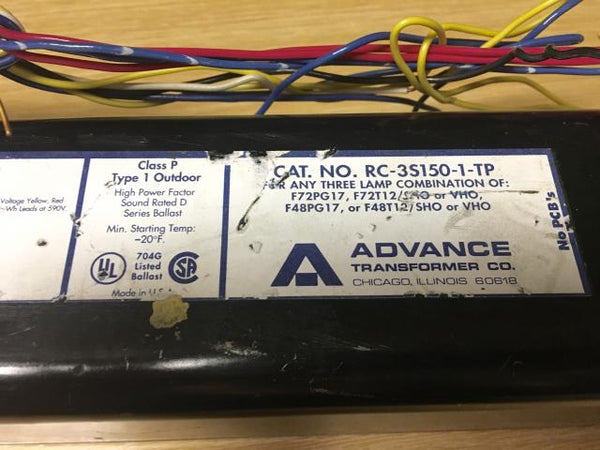 Voltage Yellow, Red
Wh Leads at 590V.
Class P
Type 1 Outdoor
High Power Factor
Sound Rated D
Series Ballast
Min. Starting Temp:
-20°F.
UL
704G
Listed
Ballast
SA
Made in U.S.A.
CAT. NO. RC-3S150-1-TP
FOR ANY THREE LAMP COMBINATION OF:
F72PG17, F72T12/SHO or VHO,
F48PG17, or F48T12/SHO or VHO
ADVANCE
TRANSFORMER CO.
CHICAGO, ILLINOIS 60618
No PCB's